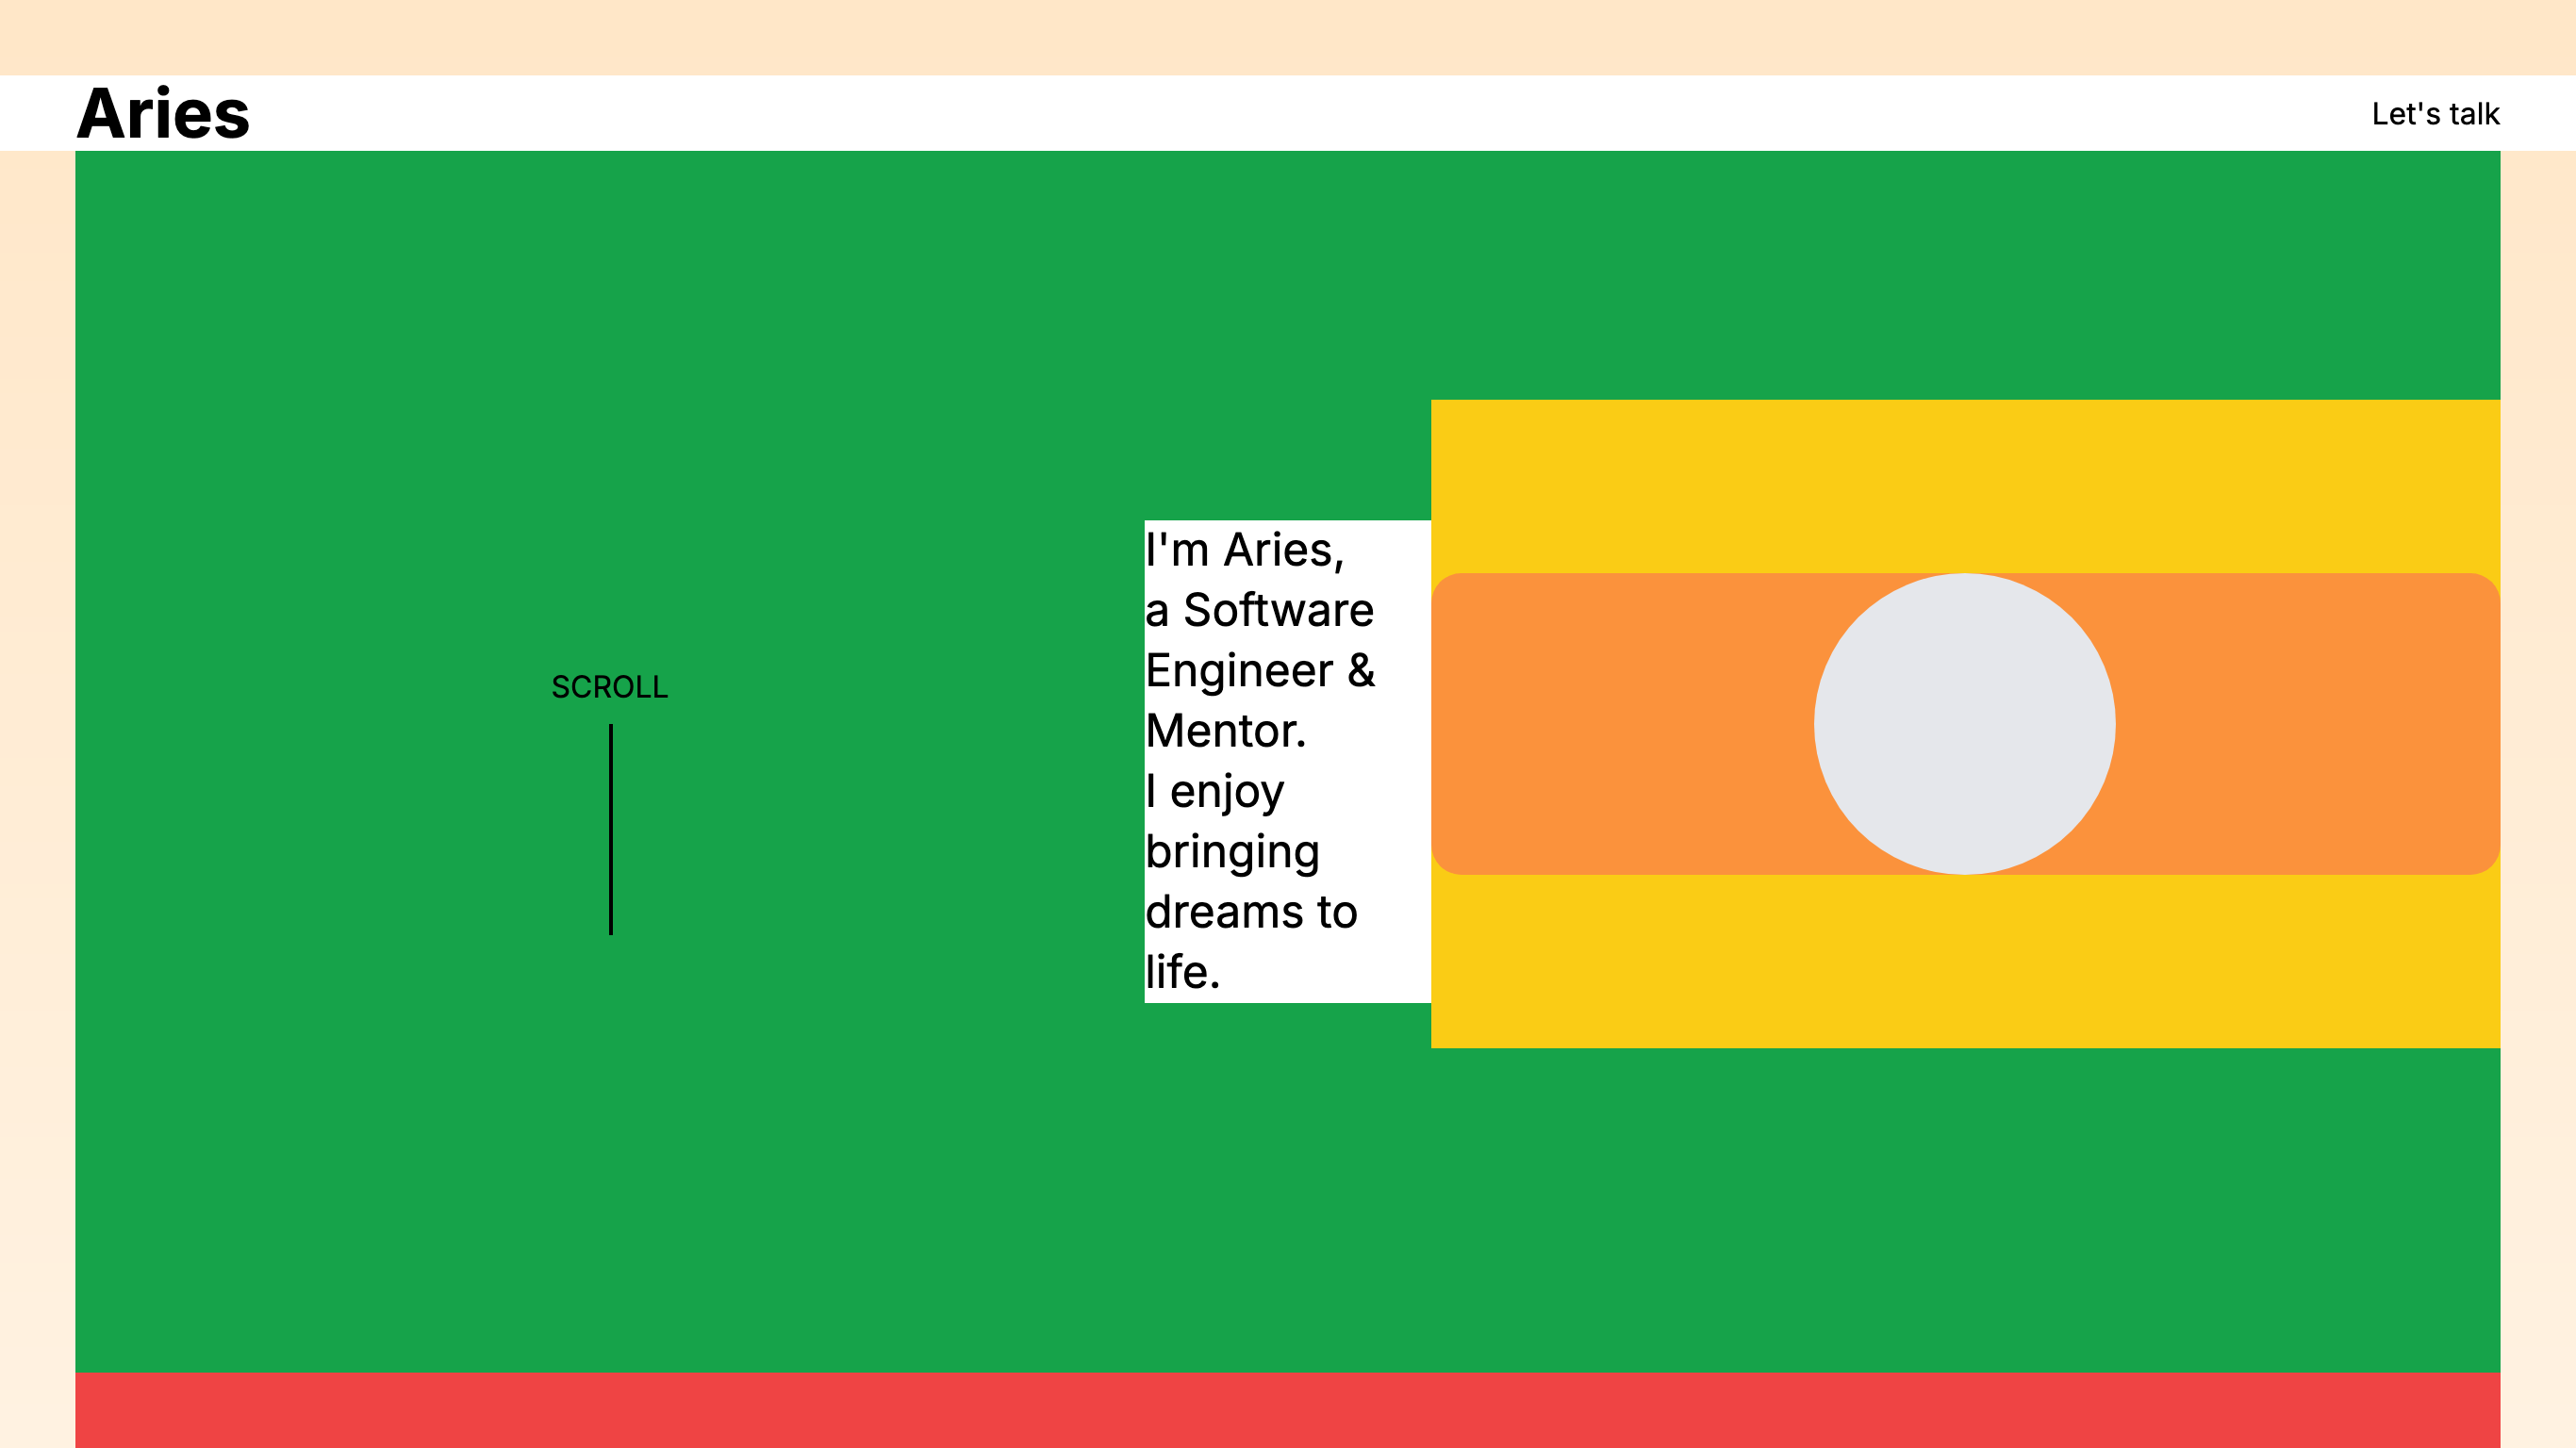 Aries
Let's talk
SCROLL
I'm Aries,
a Software
Engineer &
Mentor.
I enjoy
bringing
dreams to
life.